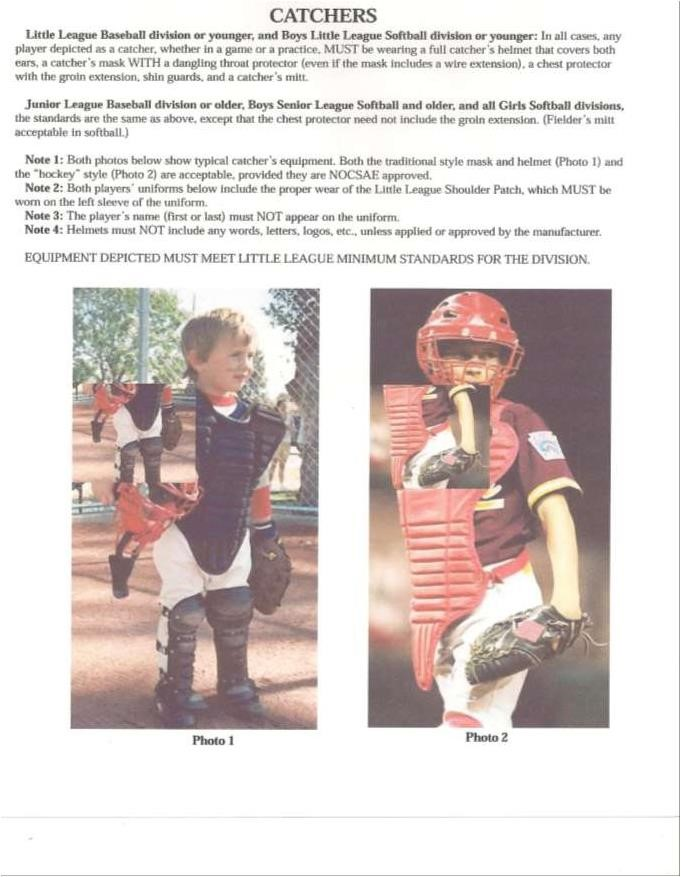 CATCHERS
Little League Baseball division or younger, and Boys Little League Softball division or younger: In all cases, any
player depicted as a catcher, whether in a game or a practice, MUST be wearing a full catcher's helmet that covers both
ears, a catcher's mask WITH a dangling throat protector (even if the mask includes a wire extension), a chest protector
with the groin extension, shin guards, and a catcher's mitt.
Junior League Baseball division or older, Boys Senior League Softball and older, and all Girls Softball divisions,
the standards are the same as above, except that the chest protector need not include the groin extension. (Fielder's mitt
acceptable in softball.)
Note 1: Both photos below show typical catcher's equipment. Both the traditional style mask and helmet (Photo 1) and
the "hockey" style (Photo 2) are acceptable, provided they are NOCSAE approved.
Note 2: Both players' uniforms below include the proper wear of the Little League Shoulder Patch, which MUST be
worn on the left sleeve of the uniform.
Note 3: The player's name (first or last) must NOT appear on the uniform.
Note 4: Helmets must NOT include any words, letters, logos, etc., unless applied or approved by the manufacturer.
EQUIPMENT DEPICTED MUST MEET LITTLE LEAGUE MINIMUM STANDARDS FOR THE DIVISION.
Photo 1
Photo 2